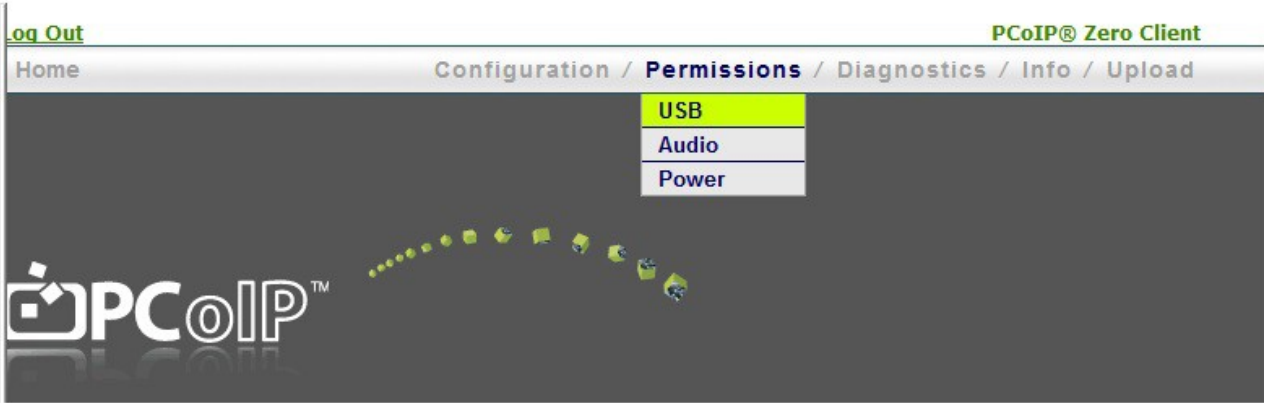 Log Out PCoIP® Zero Client
Home Configuration / Permissions / Diagnostics / Info / Upload
USB
Audio
Power
PCoIP™